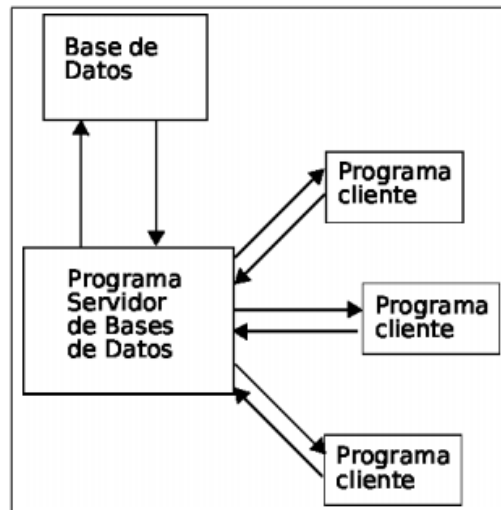 Base de
Datos
Programa
cliente
Programa
Servidor
de Bases
de Datos
Programa
cliente
Programa
cliente